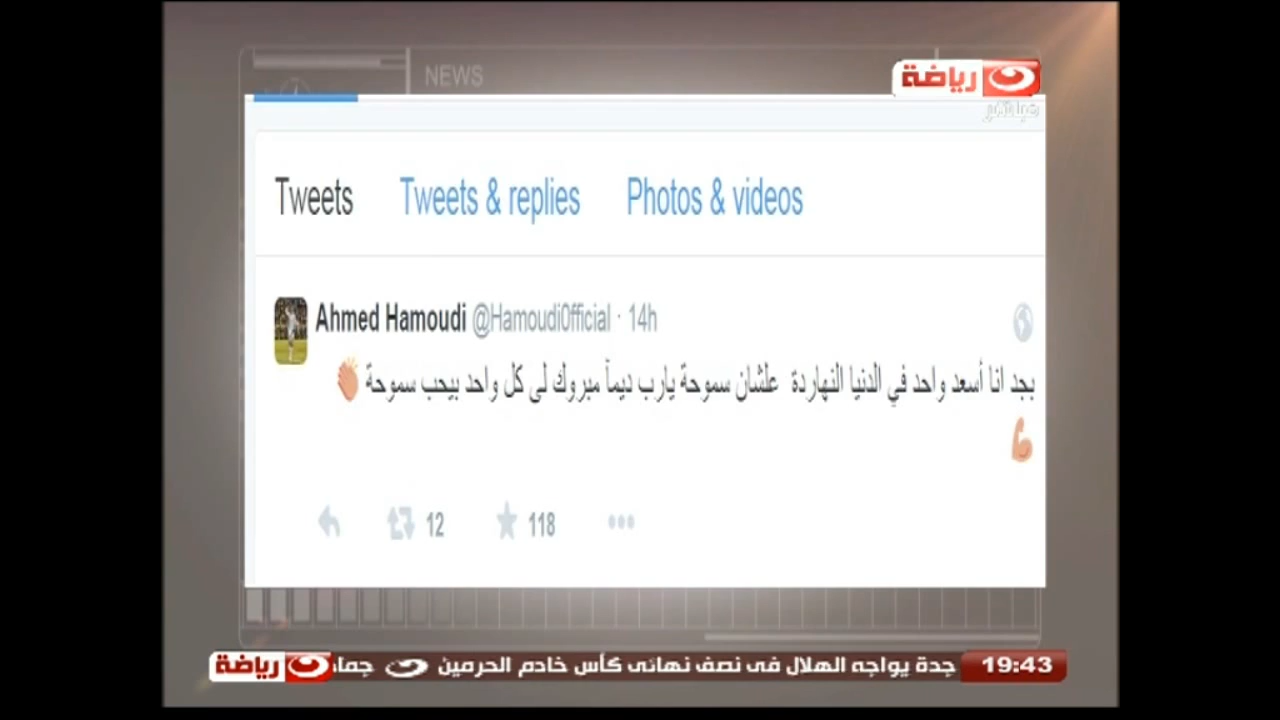 NEWS
رياضة
مباشر
Tweets Tweets & replies Photos & videos
Ahmed Hamoudi @HamoudiOfficial · 14h
بجد انا أسعد واحد في الدنيا النهاردة علشان سموحة يارب ديماً مبروك لى كل واحد بيحب سموحة 👏
💪
12 118
19:43 جدة يواجه الهلال فى نصف نهائى كأس خادم الحرمين جما
رياضة